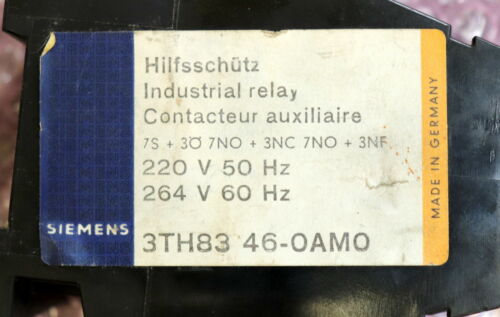 Hilfsschütz
Industrial relay
Contacteur auxiliaire
7S + 3Ö 7NO + 3NC 7NO + 3NF
220 V 50 Hz
264 V 60 Hz
SIEMENS
3TH83 46-0AM0
MADE IN GERMANY